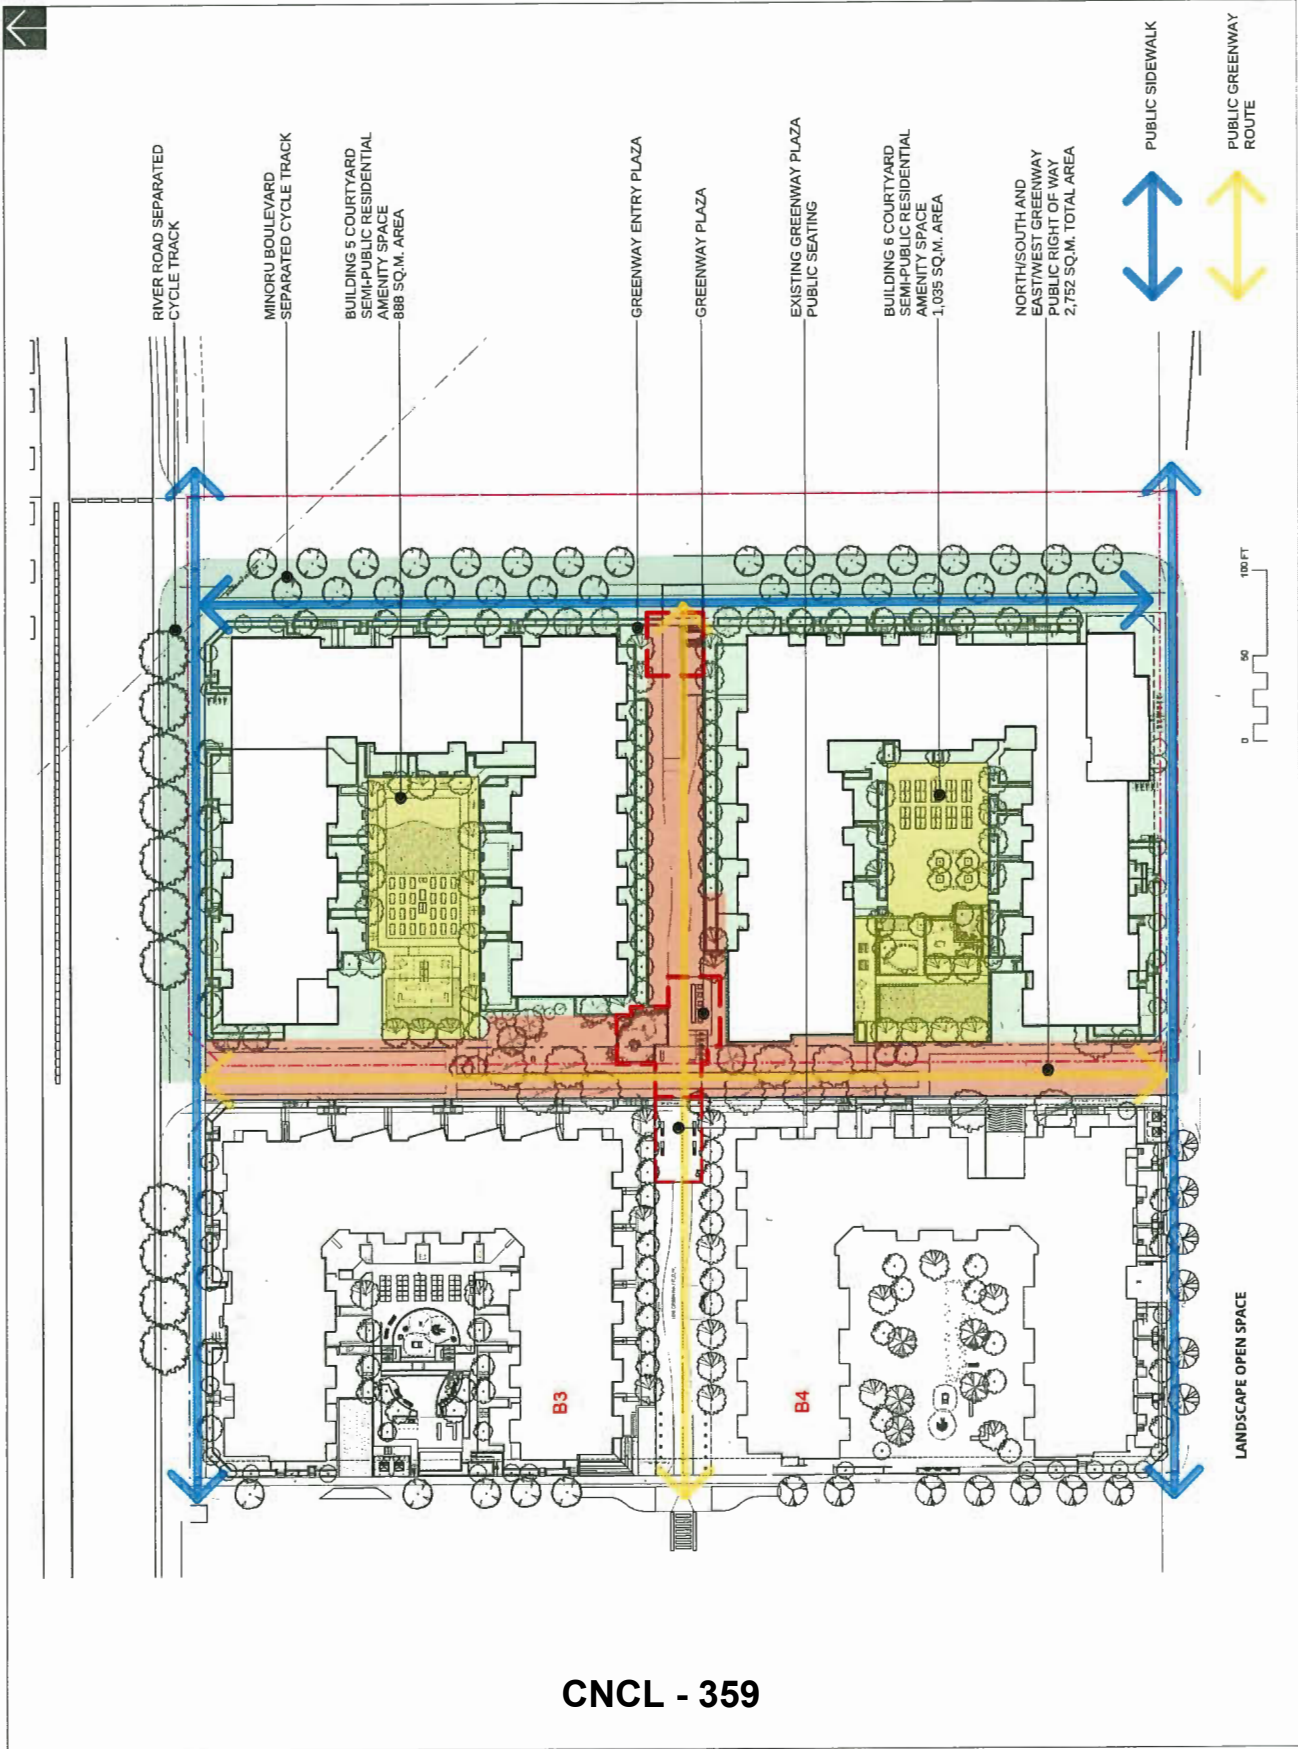 RIVER ROAD SEPARATED
CYCLE TRACK
MINORU BOULEVARD
SEPARATED CYCLE TRACK
BUILDING 5 COURTYARD
SEMI-PUBLIC RESIDENTIAL
AMENITY SPACE
888 SQ.M. AREA
GREENWAY ENTRY PLAZA
GREENWAY PLAZA
EXISTING GREENWAY PLAZA
PUBLIC SEATING
BUILDING 6 COURTYARD
SEMI-PUBLIC RESIDENTIAL
AMENITY SPACE
1,035 SQ.M. AREA
NORTH/SOUTH AND
EAST/WEST GREENWAY
PUBLIC RIGHT OF WAY
2,752 SQ.M. TOTAL AREA
PUBLIC SIDEWALK
PUBLIC GREENWAY
ROUTE
0 50 100 FT
B3
B4
LANDSCAPE OPEN SPACE
CNCL - 359